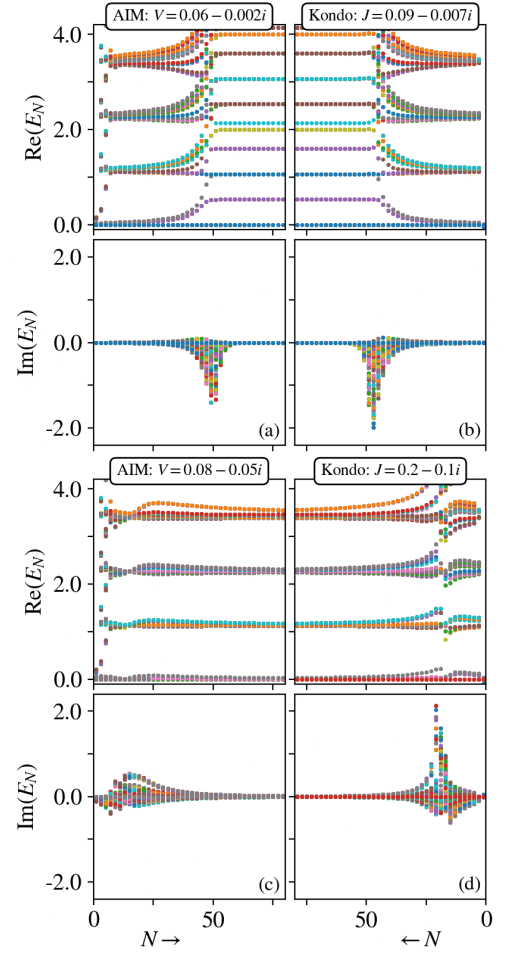 AIM: V = 0.06 − 0.002i
Kondo: J = 0.09 − 0.007i
Re(E_N)
4.0
2.0
0.0
Im(E_N)
2.0
0.0
-2.0
(a)
(b)
AIM: V = 0.08 − 0.05i
Kondo: J = 0.2 − 0.1i
Re(E_N)
4.0
2.0
0.0
Im(E_N)
2.0
0.0
-2.0
(c)
(d)
0
50
50
0
N →
← N